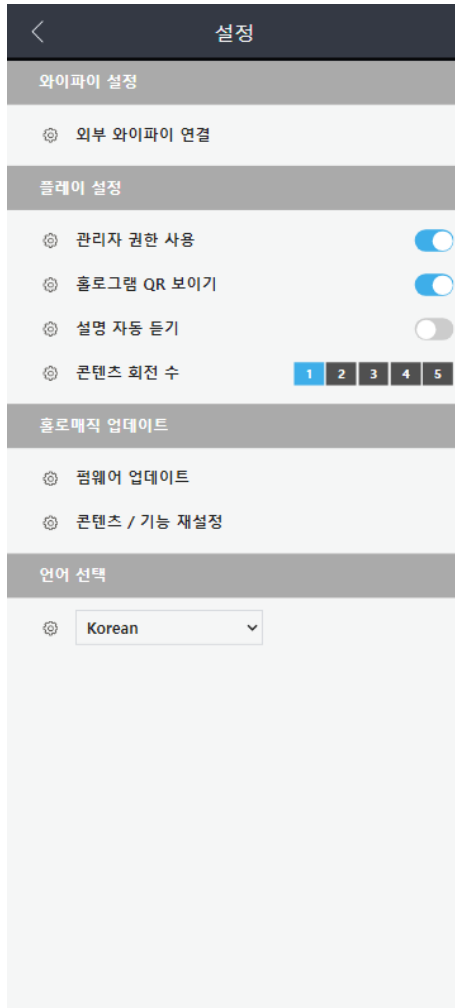 설정
와이파이 설정
외부 와이파이 연결
플레이 설정
관리자 권한 사용
홀로그램 QR 보이기
설명 자동 듣기
콘텐츠 회전 수 1 2 3 4 5
홀로매직 업데이트
펌웨어 업데이트
콘텐츠 / 기능 재설정
언어 선택
Korean